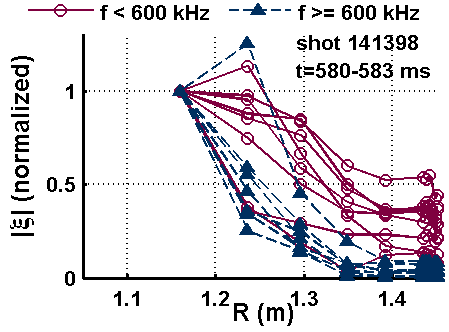 f < 600 kHz f >= 600 kHz
shot 141398
t=580-583 ms
|ξ| (normalized)
1
0.5
0
1.1 1.2 1.3 1.4
R (m)